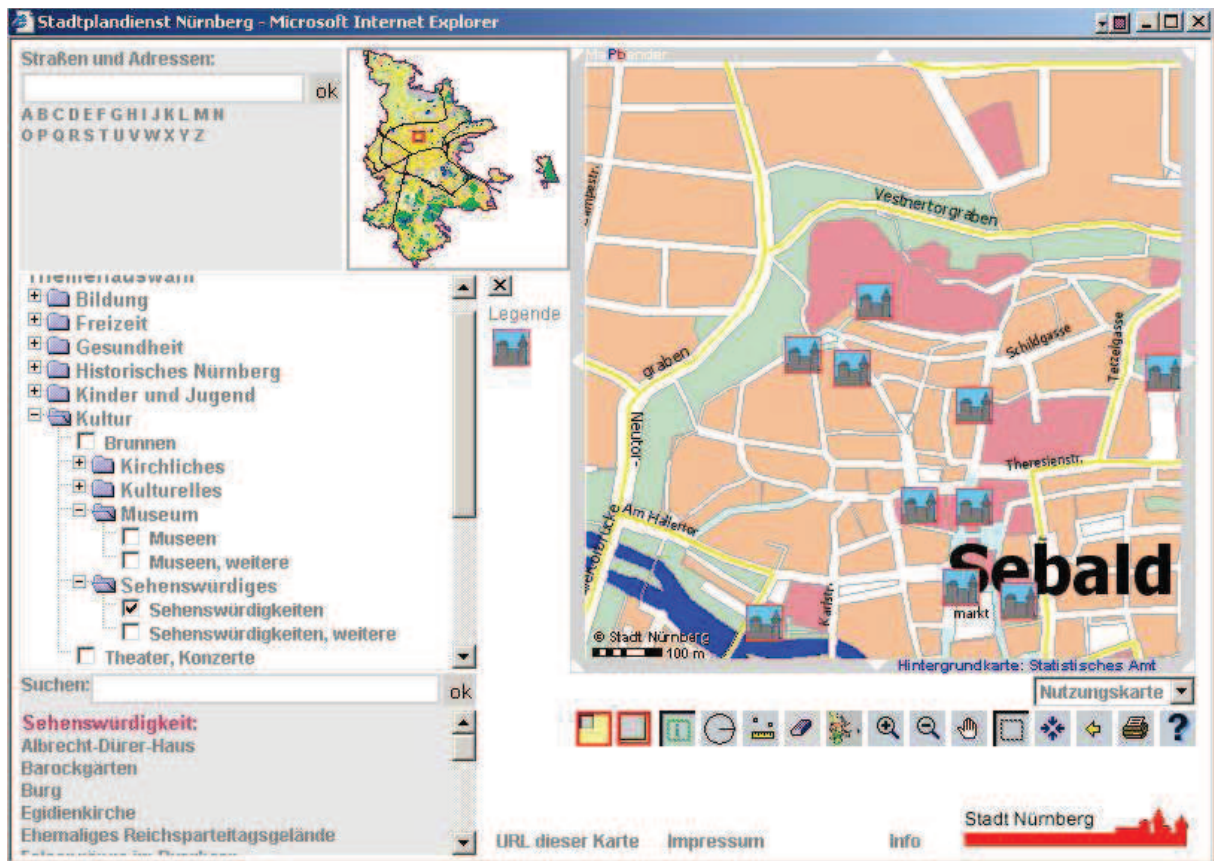 Stadtplandienst Nürnberg - Microsoft Internet Explorer
Straßen und Adressen:
ok
A B C D E F G H I J K L M N
O P Q R S T U V W X Y Z
Themenauswahl
Bildung
Freizeit
Gesundheit
Historisches Nürnberg
Kinder und Jugend
Kultur
Brunnen
Kirchliches
Kulturelles
Museum
Museen
Museen, weitere
Sehenswürdiges
Sehenswürdigkeiten
Sehenswürdigkeiten, weitere
Theater, Konzerte
Legende
Vestnertorgraben
Schildgasse
Tetzelgasse
graben
Neutor-
Theresienstr.
Am Hallertor
Karlstr.
Sebald
markt
© Stadt Nürnberg
100 m
Hintergrundkarte: Statistisches Amt
Suchen:
ok
Nutzungskarte
Sehenswürdigkeit:
Albrecht-Dürer-Haus
Barockgärten
Burg
Egidienkirche
Ehemaliges Reichsparteitagsgelände
?
URL dieser Karte
Impressum
Info
Stadt Nürnberg